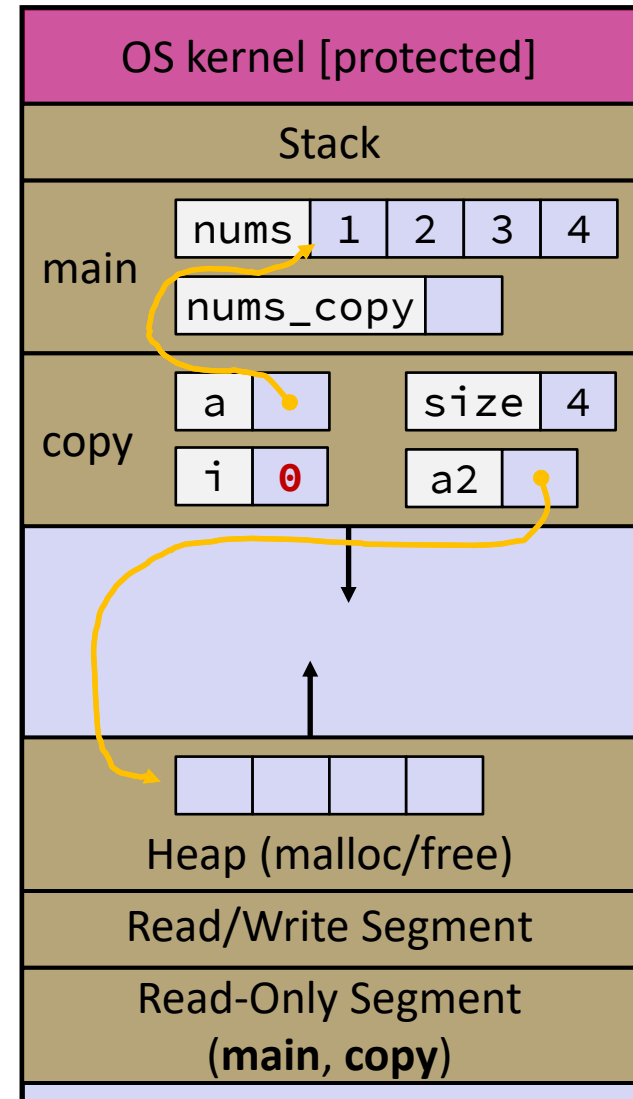 OS kernel [protected]
Stack
main
nums 1 2 3 4
nums_copy
copy
a size 4
i 0 a2
Heap (malloc/free)
Read/Write Segment
Read-Only Segment
(main, copy)